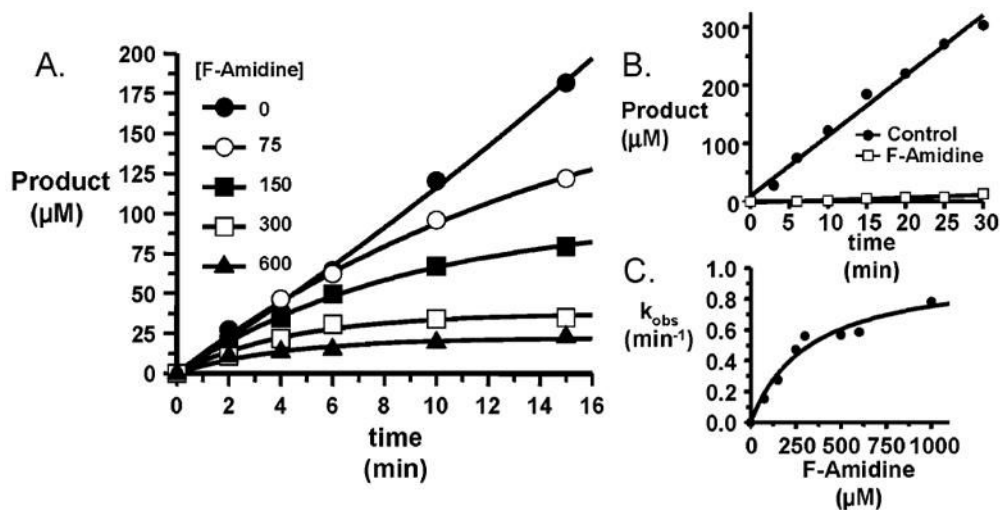 A.
[F-Amidine]
0
75
150
300
600
Product
(μM)
200
175
150
125
100
75
50
25
0
0 2 4 6 8 10 12 14 16
time
(min)
B.
Product
(μM)
300
200
100
0
Control
F-Amidine
0 5 10 15 20 25 30
time
(min)
C.
kobs
(min-1)
1.0
0.8
0.6
0.4
0.2
0.0
0 250 500 750 1000
F-Amidine
(μM)